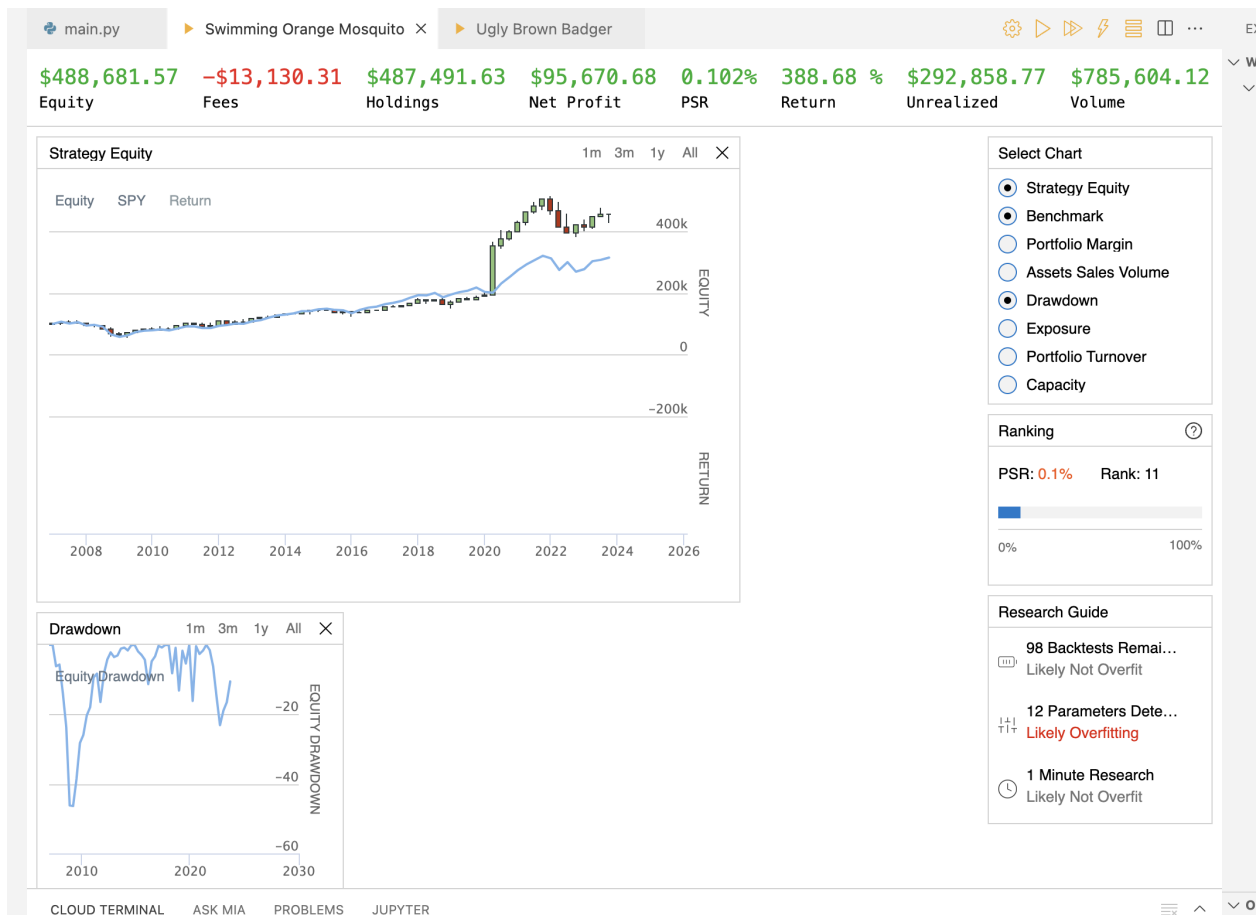 main.py
Swimming Orange Mosquito
Ugly Brown Badger
$488,681.57 −$13,130.31 $487,491.63 $95,670.68 0.102% 388.68 % $292,858.77 $785,604.12
Equity Fees Holdings Net Profit PSR Return Unrealized Volume
Strategy Equity
1m 3m 1y All
Equity SPY Return
400k
200k
0
−200k
EQUITY
RETURN
2008 2010 2012 2014 2016 2018 2020 2022 2024 2026
Drawdown
1m 3m 1y All
Equity Drawdown
−20
−40
−60
EQUITY DRAWDOWN
2010 2020 2030
Select Chart
Strategy Equity
Benchmark
Portfolio Margin
Assets Sales Volume
Drawdown
Exposure
Portfolio Turnover
Capacity
Ranking
PSR: 0.1% Rank: 11
0% 100%
Research Guide
98 Backtests Remai...
Likely Not Overfit
12 Parameters Dete...
Likely Overfitting
1 Minute Research
Likely Not Overfit
CLOUD TERMINAL ASK MIA PROBLEMS JUPYTER